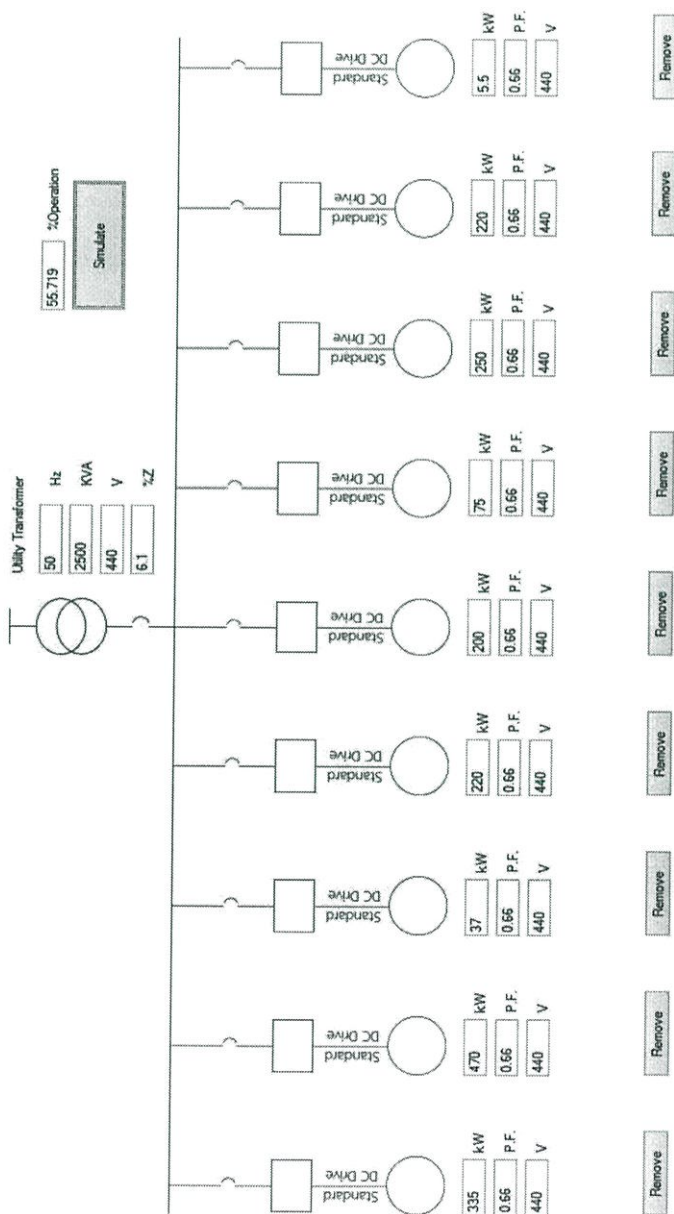 Utility Transformer
50 Hz
2500 KVA
440 V
6.1 %Z
55.719 %Operation
Simulate
Standard
DC Drive
Standard
DC Drive
Standard
DC Drive
Standard
DC Drive
Standard
DC Drive
Standard
DC Drive
Standard
DC Drive
Standard
DC Drive
Standard
DC Drive
335 kW
0.66 P.F.
440 V
470 kW
0.66 P.F.
440 V
37 kW
0.66 P.F.
440 V
220 kW
0.66 P.F.
440 V
200 kW
0.66 P.F.
440 V
75 kW
0.66 P.F.
440 V
250 kW
0.66 P.F.
440 V
220 kW
0.66 P.F.
440 V
5.5 kW
0.66 P.F.
440 V
Remove
Remove
Remove
Remove
Remove
Remove
Remove
Remove
Remove